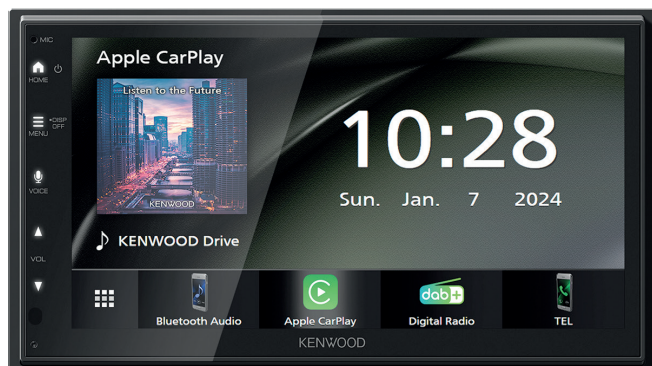 MIC
HOME
MENU
•DISP
OFF
VOICE
VOL
Apple CarPlay
Listen to the Future
KENWOOD
KENWOOD Drive
10:28
Sun. Jan. 7 2024
Bluetooth Audio
Apple CarPlay
dab+
Digital Radio
TEL
KENWOOD